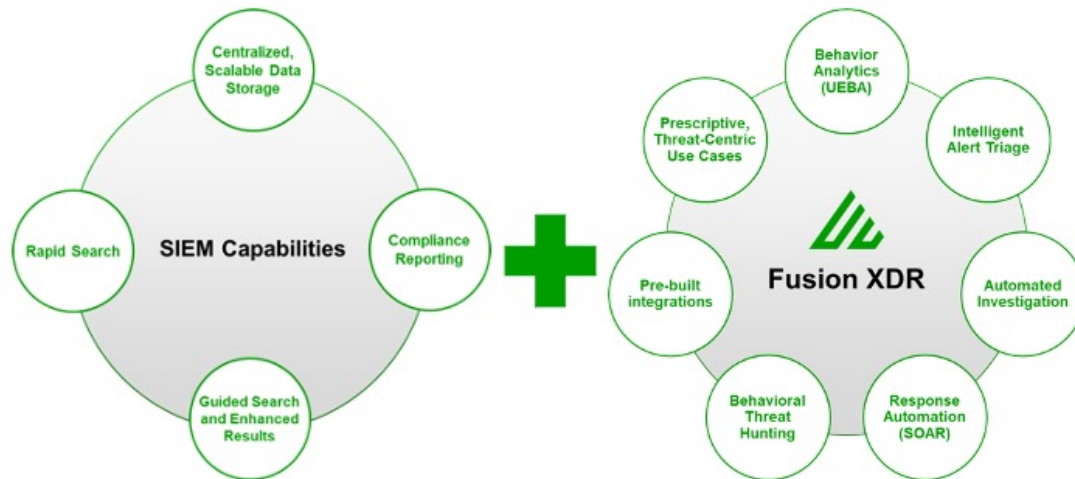 Centralized,
Scalable Data
Storage
Rapid Search
SIEM Capabilities
Compliance
Reporting
Guided Search
and Enhanced
Results
Behavior
Analytics
(UEBA)
Prescriptive,
Threat-Centric
Use Cases
Intelligent
Alert Triage
Fusion XDR
Pre-built
integrations
Automated
Investigation
Behavioral
Threat
Hunting
Response
Automation
(SOAR)